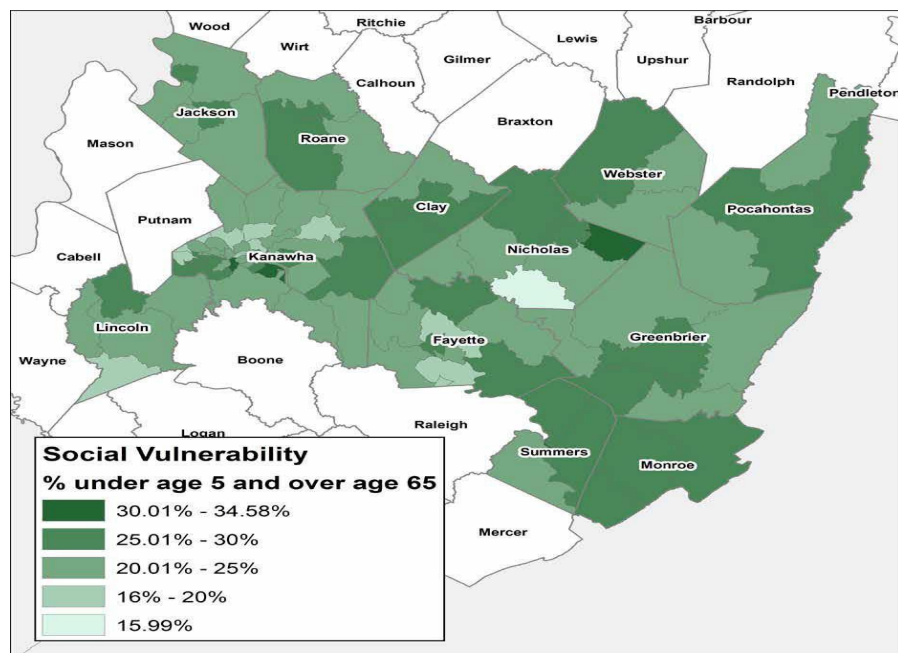 Wood
Ritchie
Barbour
Wirt
Lewis
Gilmer
Upshur
Calhoun
Randolph
Pendleton
Jackson
Braxton
Roane
Mason
Webster
Clay
Pocahontas
Putnam
Nicholas
Cabell
Kanawha
Lincoln
Fayette
Greenbrier
Wayne
Boone
Raleigh
Logan
Summers
Monroe
Mercer
Social Vulnerability
% under age 5 and over age 65
30.01% - 34.58%
25.01% - 30%
20.01% - 25%
16% - 20%
15.99%